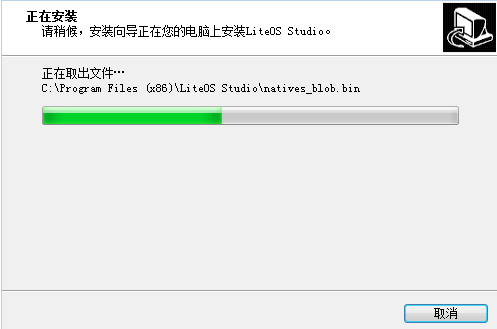 正在安装
请稍候，安装向导正在您的电脑上安装LiteOS Studio。
正在取出文件…
C:\Program Files (x86)\LiteOS Studio\natives_blob.bin
取消